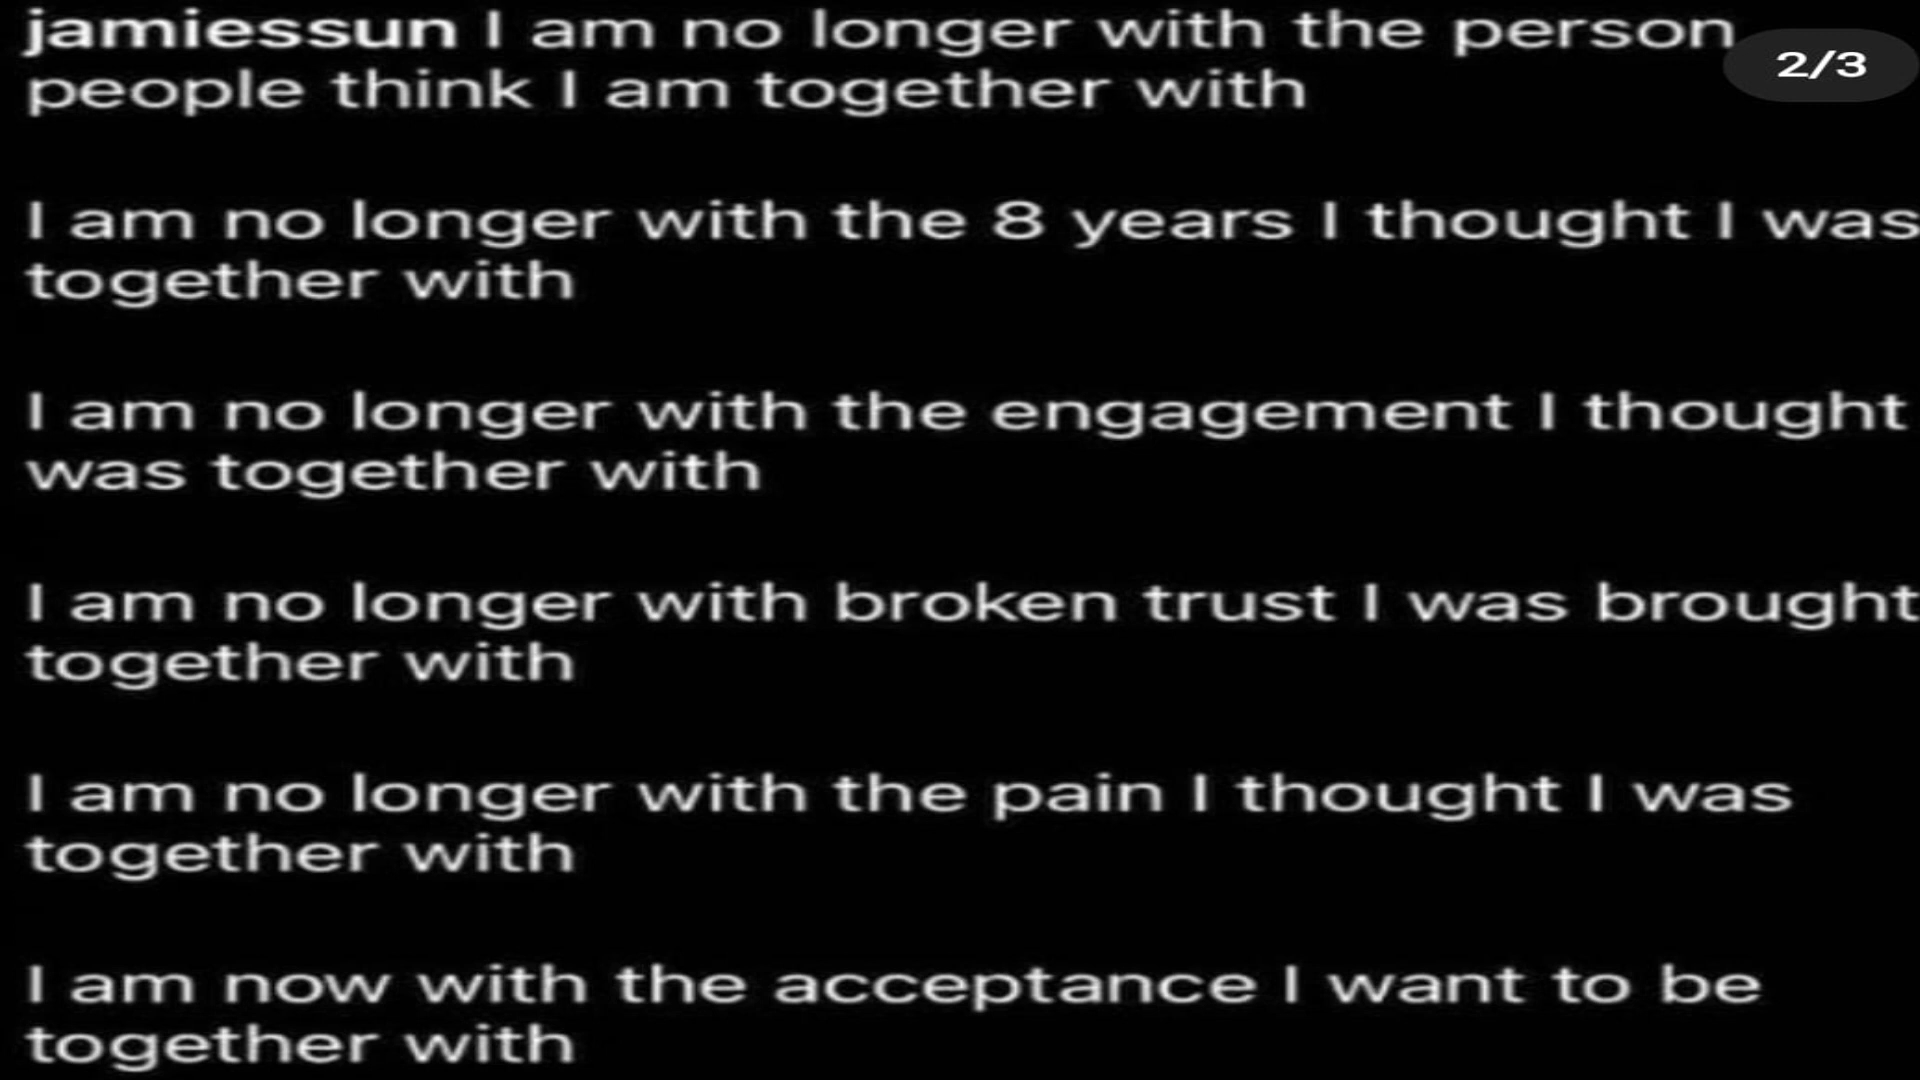 jamiessun I am no longer with the person
2/3
people think I am together with
I am no longer with the 8 years I thought I was
together with
I am no longer with the engagement I thought
was together with
I am no longer with broken trust I was brought
together with
I am no longer with the pain I thought I was
together with
I am now with the acceptance I want to be
together with